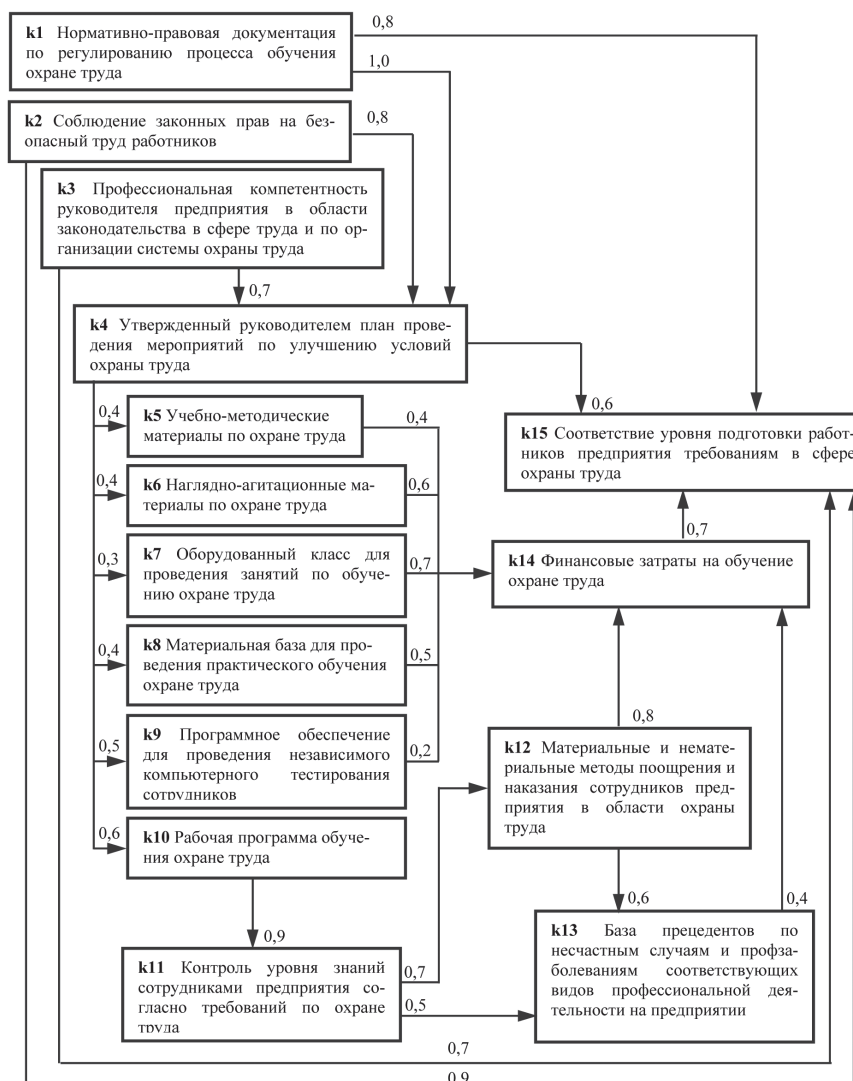 k1 Нормативно-правовая документация
по регулированию процесса обучения
охране труда
0,8
1,0
k2 Соблюдение законных прав на без-
опасный труд работников
0,8
k3 Профессиональная компетентность
руководителя предприятия в области
законодательства в сфере труда и по ор-
ганизации системы охраны труда
0,7
k4 Утвержденный руководителем план прове-
дения мероприятий по улучшению условий
охраны труда
0,6
0,4
k5 Учебно-методические
материалы по охране труда
0,4
k15 Соответствие уровня подготовки работ-
ников предприятия требованиям в сфере
охраны труда
0,4
k6 Наглядно-агитационные ма-
териалы по охране труда
0,6
0,3
k7 Оборудованный класс для
проведения занятий по обуче-
нию охране труда
0,7
0,7
k14 Финансовые затраты на обучение
охране труда
0,4
k8 Материальная база для про-
ведения практического обучения
охране труда
0,5
0,5
k9 Программное обеспечение
для проведения независимого
компьютерного тестирования
сотрудников
0,2
0,8
k12 Материальные и немате-
риальные методы поощрения и
наказания сотрудников пред-
приятия в области охраны
труда
0,6
k10 Рабочая программа обуче-
ния охране труда
0,9
0,6
0,4
k11 Контроль уровня знаний
сотрудниками предприятия со-
гласно требований по охране
труда
0,7
0,5
k13 База прецедентов по
несчастным случаям и профза-
болеваниям соответствующих
видов профессиональной дея-
тельности на предприятии
0,7
0,9